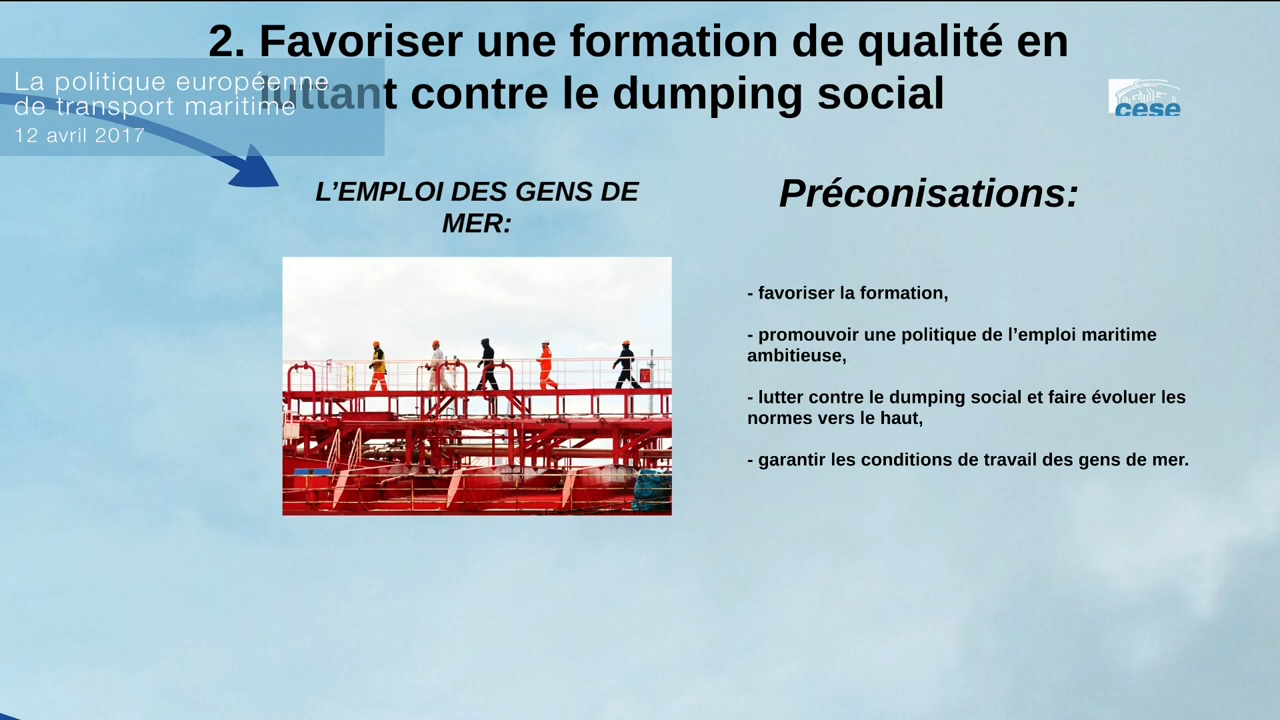 2. Favoriser une formation de qualité en
luttant contre le dumping social
La politique européenne
de transport maritime
12 avril 2017
cese
L’EMPLOI DES GENS DE
MER:
Préconisations:
- favoriser la formation,
- promouvoir une politique de l’emploi maritime
ambitieuse,
- lutter contre le dumping social et faire évoluer les
normes vers le haut,
- garantir les conditions de travail des gens de mer.